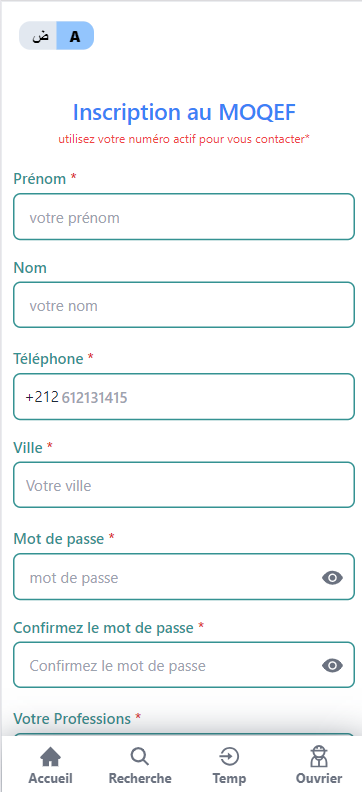 ض A
Inscription au MOQEF
utilisez votre numéro actif pour vous contacter*
Prénom *
votre prénom
Nom
votre nom
Téléphone *
+212 612131415
Ville *
Votre ville
Mot de passe *
mot de passe
Confirmez le mot de passe *
Confirmez le mot de passe
Votre Professions *
Accueil Recherche Temp Ouvrier